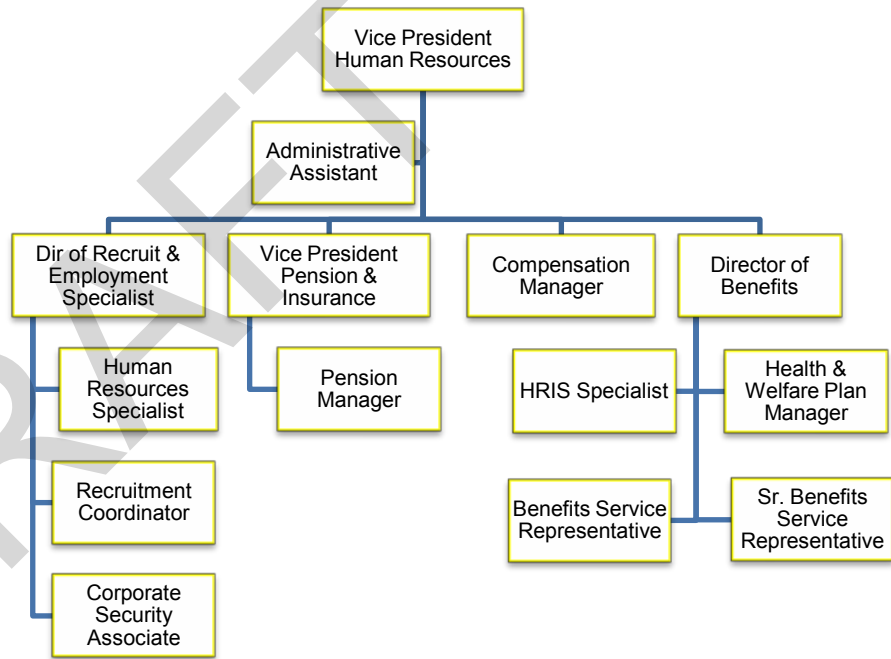 Vice President
Human Resources
Administrative
Assistant
Dir of Recruit &
Employment
Specialist
Vice President
Pension &
Insurance
Compensation
Manager
Director of
Benefits
Human
Resources
Specialist
Pension
Manager
HRIS Specialist
Health &
Welfare Plan
Manager
Recruitment
Coordinator
Benefits Service
Representative
Sr. Benefits
Service
Representative
Corporate
Security
Associate
RAFT